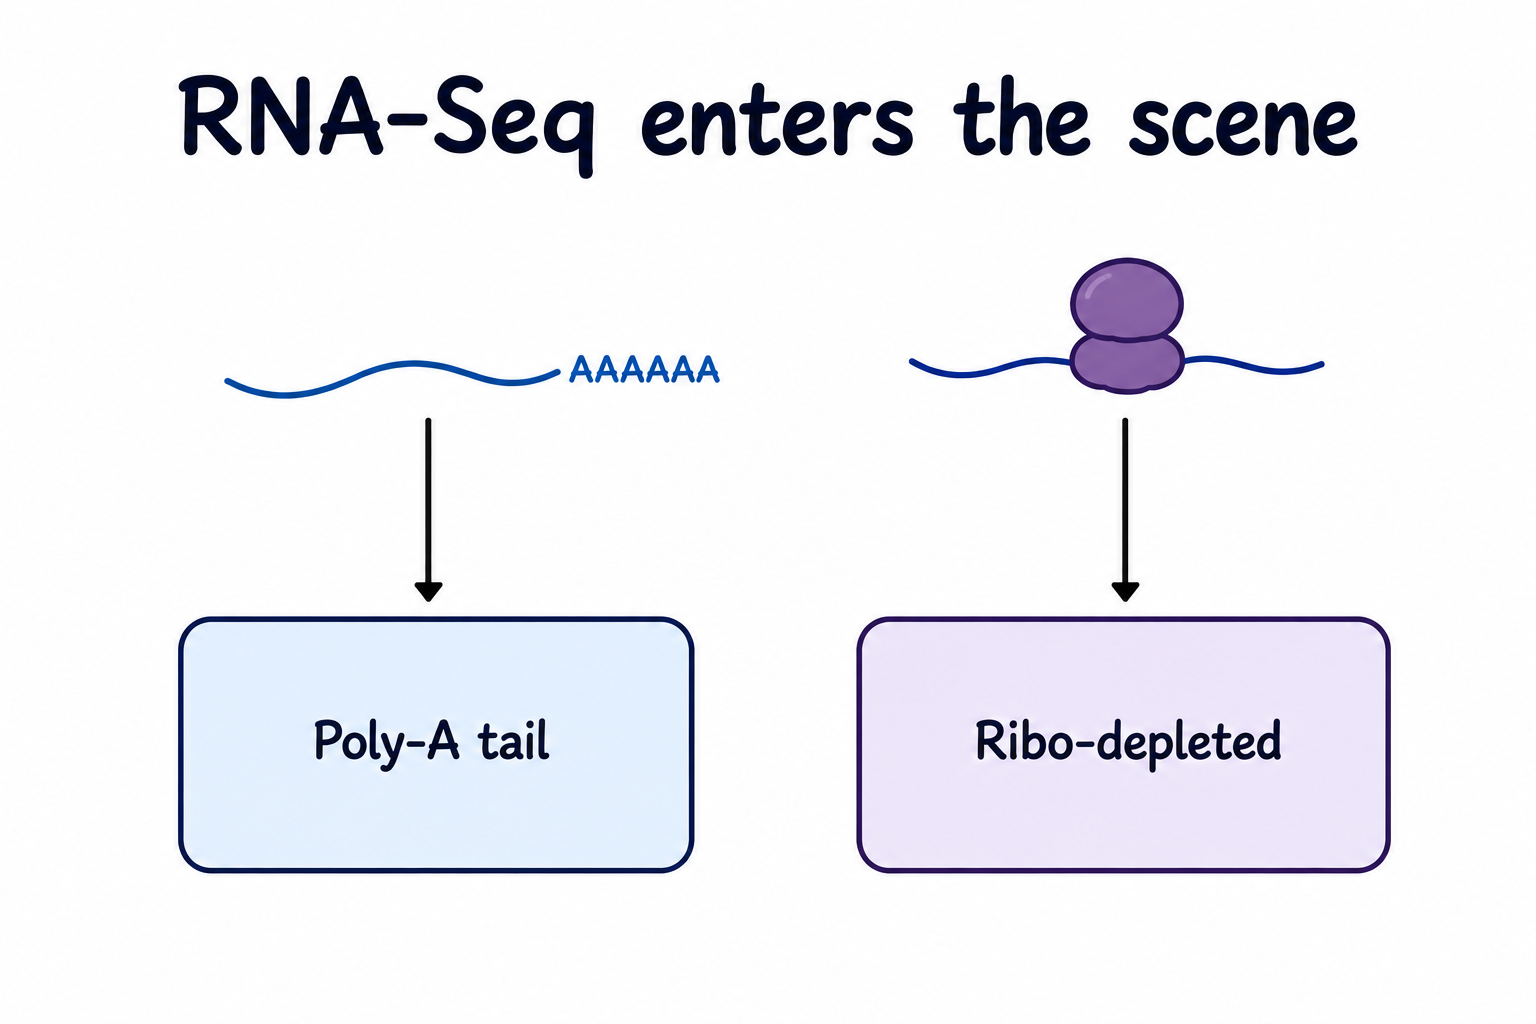 RNA-Seq enters the scene
AAAAAA
Poly-A tail
Ribo-depleted